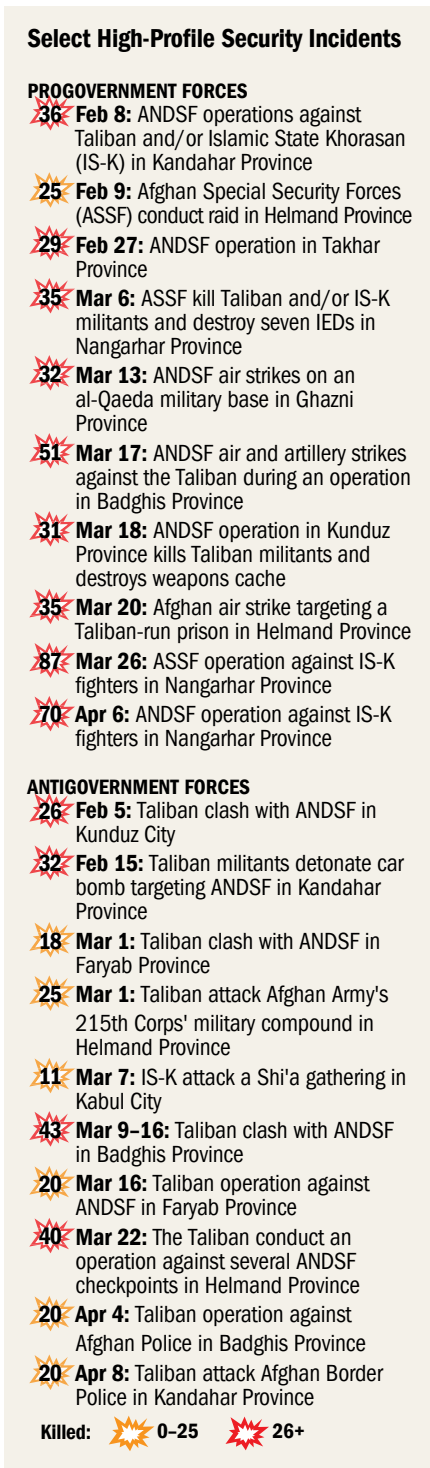 Select High-Profile Security Incidents
PROGOVERNMENT FORCES
36 Feb 8: ANDSF operations against
Taliban and/or Islamic State Khorasan
(IS-K) in Kandahar Province
25 Feb 9: Afghan Special Security Forces
(ASSF) conduct raid in Helmand Province
29 Feb 27: ANDSF operation in Takhar
Province
35 Mar 6: ASSF kill Taliban and/or IS-K
militants and destroy seven IEDs in
Nangarhar Province
32 Mar 13: ANDSF air strikes on an
al-Qaeda military base in Ghazni
Province
51 Mar 17: ANDSF air and artillery strikes
against the Taliban during an operation
in Badghis Province
31 Mar 18: ANDSF operation in Kunduz
Province kills Taliban militants and
destroys weapons cache
35 Mar 20: Afghan air strike targeting a
Taliban-run prison in Helmand Province
87 Mar 26: ASSF operation against IS-K
fighters in Nangarhar Province
70 Apr 6: ANDSF operation against IS-K
fighters in Nangarhar Province
ANTIGOVERNMENT FORCES
26 Feb 5: Taliban clash with ANDSF in
Kunduz City
32 Feb 15: Taliban militants detonate car
bomb targeting ANDSF in Kandahar
Province
18 Mar 1: Taliban clash with ANDSF in
Faryab Province
25 Mar 1: Taliban attack Afghan Army's
215th Corps' military compound in
Helmand Province
11 Mar 7: IS-K attack a Shi'a gathering in
Kabul City
43 Mar 9–16: Taliban clash with ANDSF
in Badghis Province
20 Mar 16: Taliban operation against
ANDSF in Faryab Province
40 Mar 22: The Taliban conduct an
operation against several ANDSF
checkpoints in Helmand Province
20 Apr 4: Taliban operation against
Afghan Police in Badghis Province
20 Apr 8: Taliban attack Afghan Border
Police in Kandahar Province
Killed: 0–25 26+